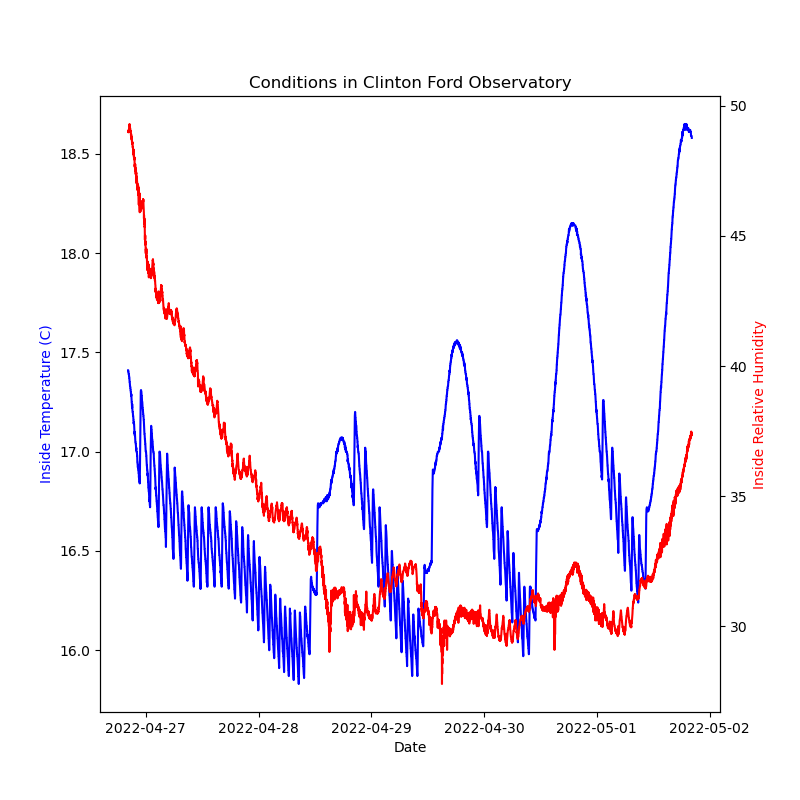 Conditions in Clinton Ford Observatory
Inside Temperature (C)
18.5
18.0
17.5
17.0
16.5
16.0
50
45
40
35
30
Inside Relative Humidity
2022-04-27 2022-04-28 2022-04-29 2022-04-30 2022-05-01 2022-05-02
Date